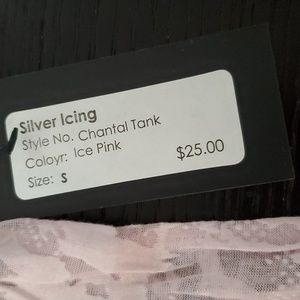 Silver Icing
Style No. Chantal Tank
Coloyr: Ice Pink $25.00
Size: S